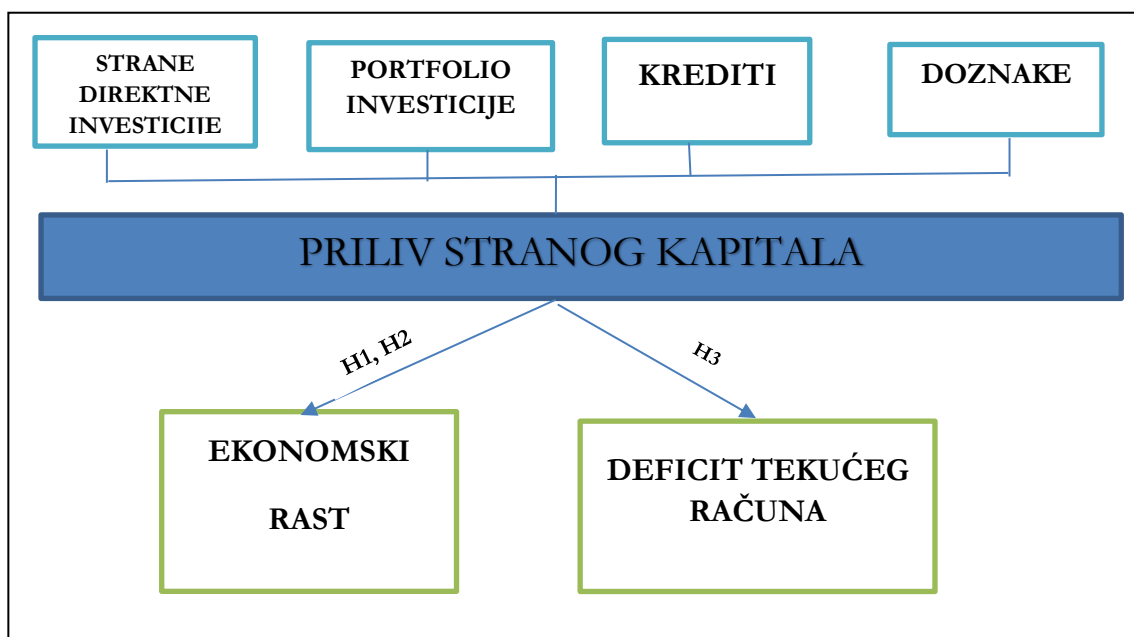 STRANE
DIREKTNE
INVESTICIJE
PORTFOLIO
INVESTICIJE
KREDITI
DOZNAKE
PRILIV STRANOG KAPITALA
H1, H2
H3
EKONOMSKI
RAST
DEFICIT TEKUĆEG
RAČUNA